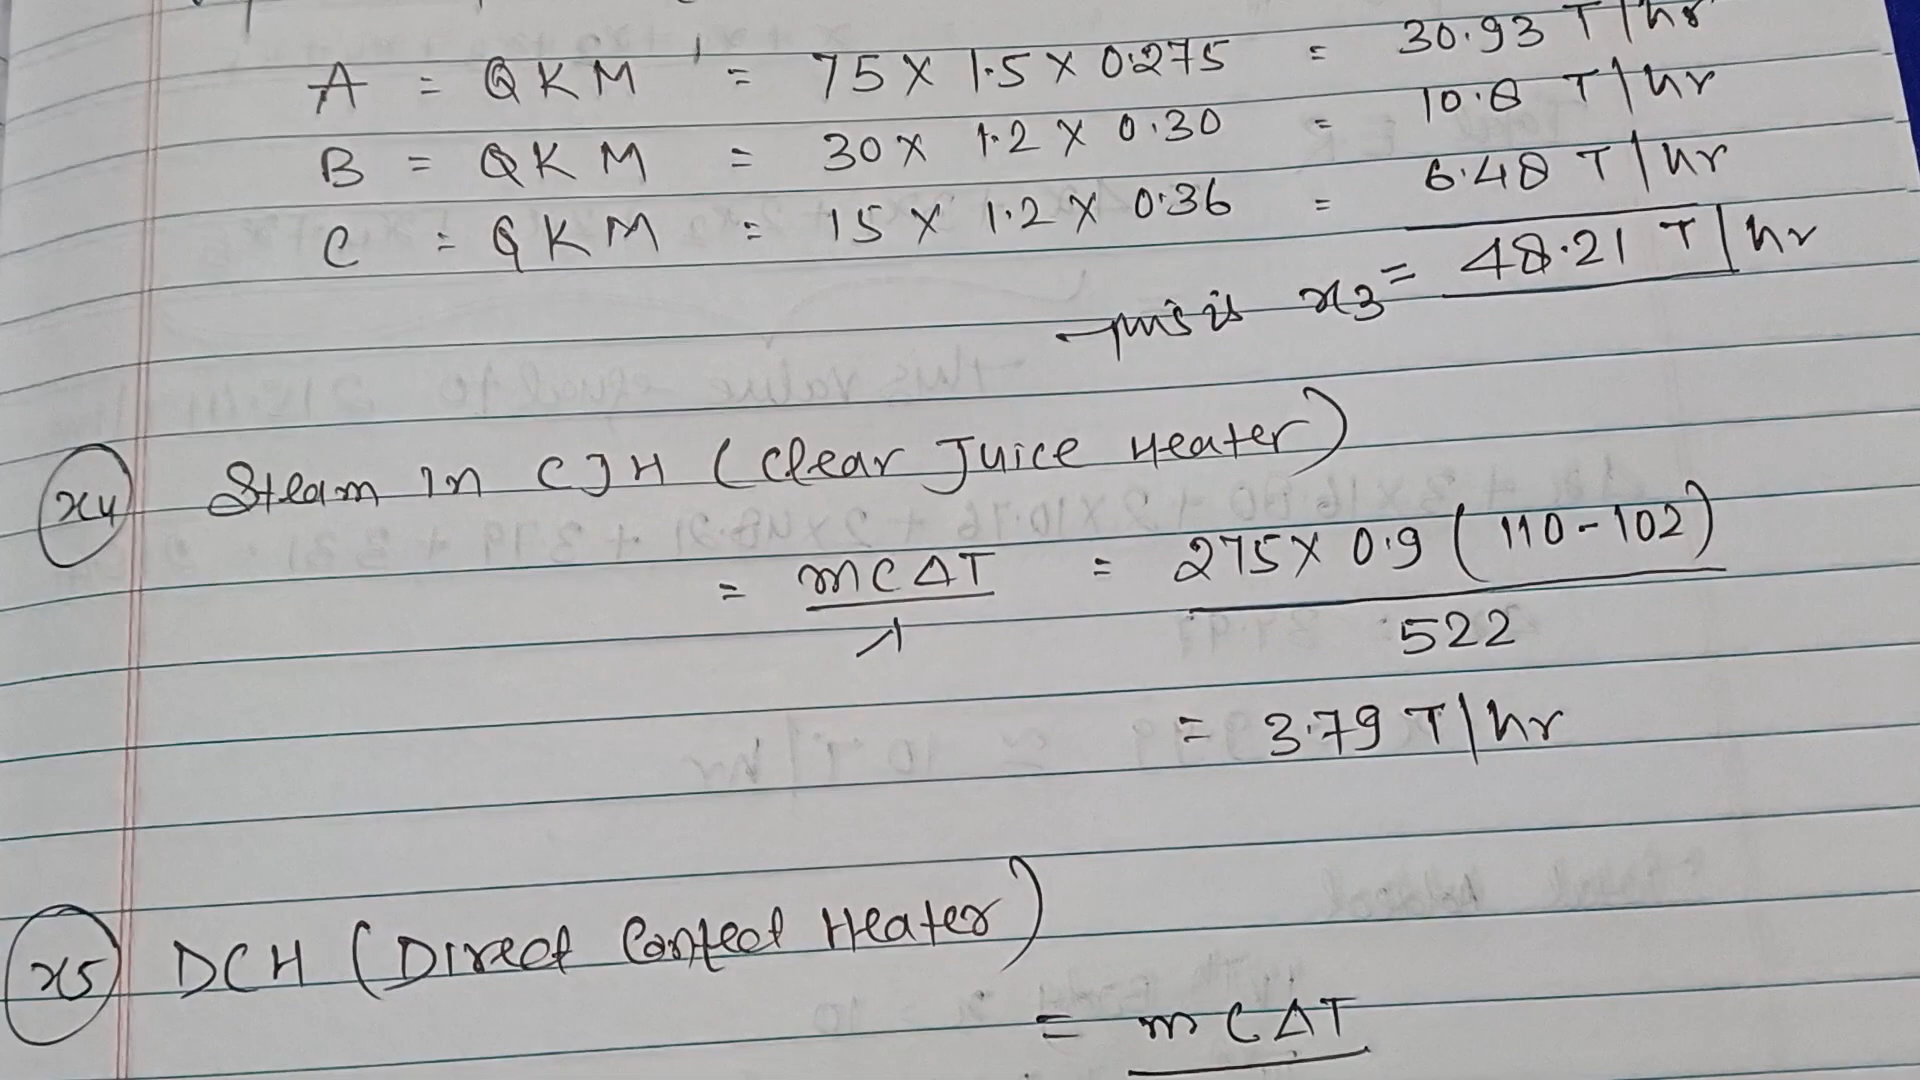 A = QKM = 75 X 1.5 X 0.275 = 30.93 T/hr
B = QKM = 30 X 1.2 X 0.30 = 10.8 T/hr
C = QKM = 15 X 1.2 X 0.36 = 6.48 T/hr
This is x3 = 48.21 T/hr
x4 Steam in CJH (Clear Juice Heater)
= mCΔT/λ = 275 X 0.9 (110-102)/522
= 3.79 T/hr
x5 DCH (Direct Contect Heater)
= mCΔT